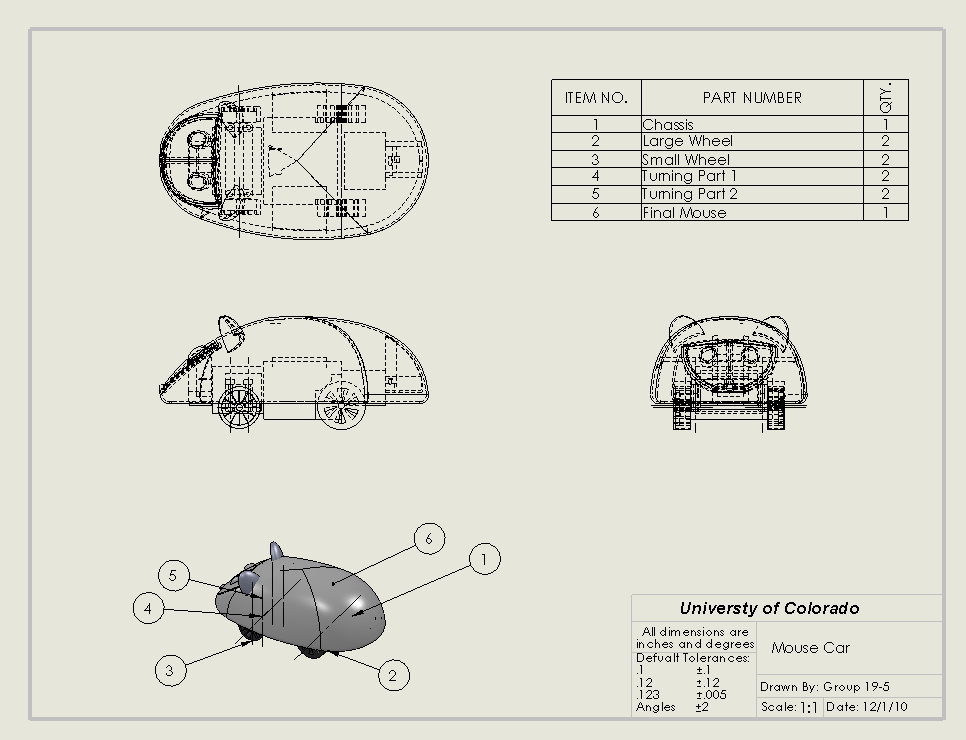 ITEM NO. PART NUMBER QTY.
1 Chassis 1
2 Large Wheel 2
3 Small Wheel 2
4 Turning Part 1 2
5 Turning Part 2 2
6 Final Mouse 1
6
1
5
4
3
2
Universty of Colorado
All dimensions are
inches and degrees
Defualt Tolerances:
.1 ±.1
.12 ±.12
.123 ±.005
Angles ±2
Mouse Car
Drawn By: Group 19-5
Scale: 1:1 Date: 12/1/10